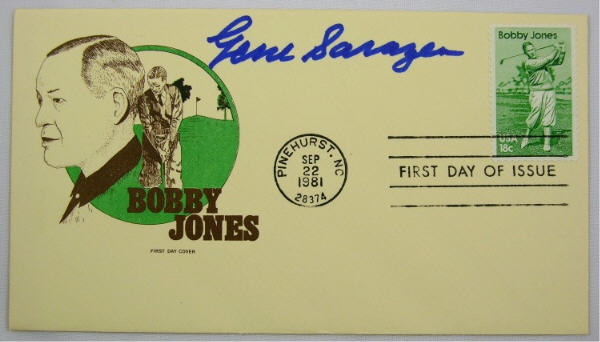 Gene Sarazen
Bobby Jones
USA
18c
PINEHURST, NC
SEP
22
1981
28374
FIRST DAY OF ISSUE
BOBBY
JONES
FIRST DAY COVER